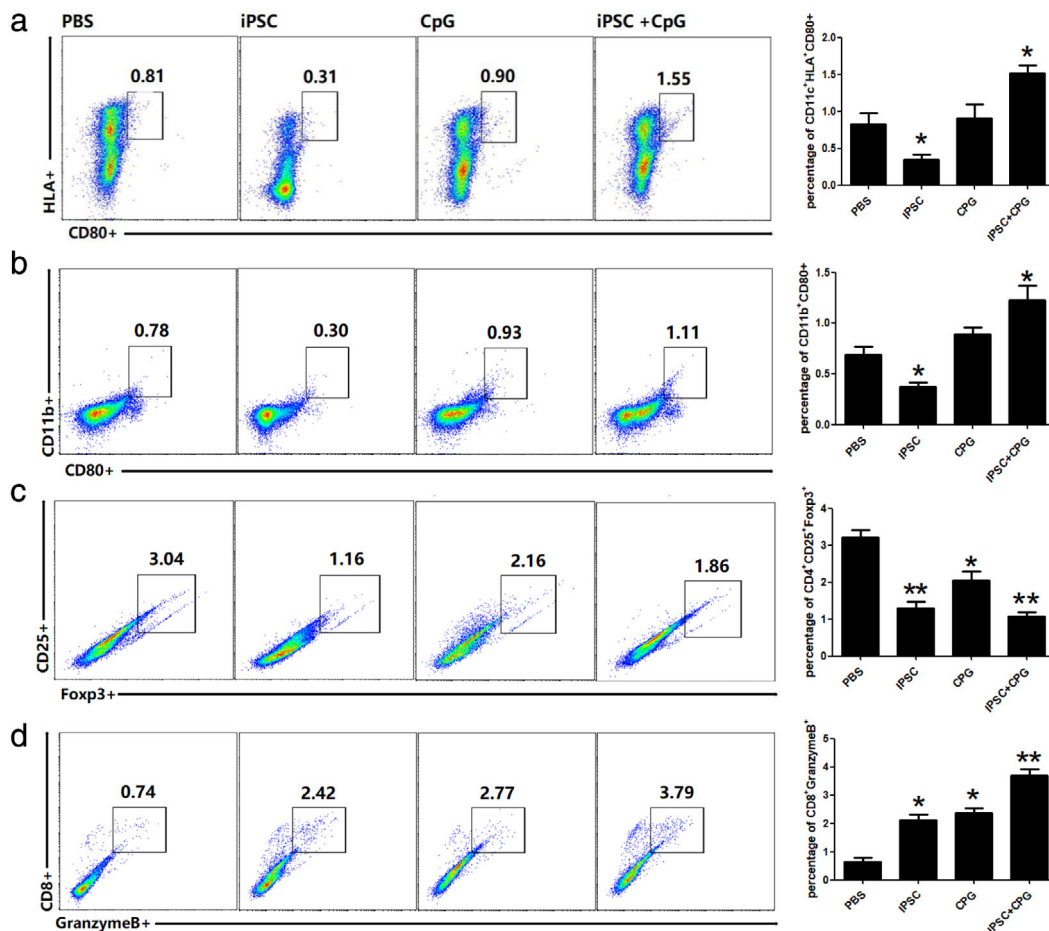 a
PBS
iPSC
CpG
iPSC +CpG
0.81
0.31
0.90
1.55
HLA+
CD80+
percentage of CD11c+HLA+CD80+
2.0
1.5
1.0
0.5
0.0
*
*
PBS
IPSC
CPG
IPSC+CPG
b
0.78
0.30
0.93
1.11
CD11b+
CD80+
percentage of CD11b+CD80+
1.5
1.0
0.5
0.0
*
*
PBS
IPSC
CPG
IPSC+CPG
c
3.04
1.16
2.16
1.86
CD25+
Foxp3+
percentage of CD4+CD25+Foxp3+
4
3
2
1
0
**
*
**
PBS
IPSC
CPG
IPSC+CPG
d
0.74
2.42
2.77
3.79
CD8+
GranzymeB+
percentage of CD8+GranzymeB+
5
4
3
2
1
0
*
*
**
PBS
IPSC
CPG
IPSC+CPG